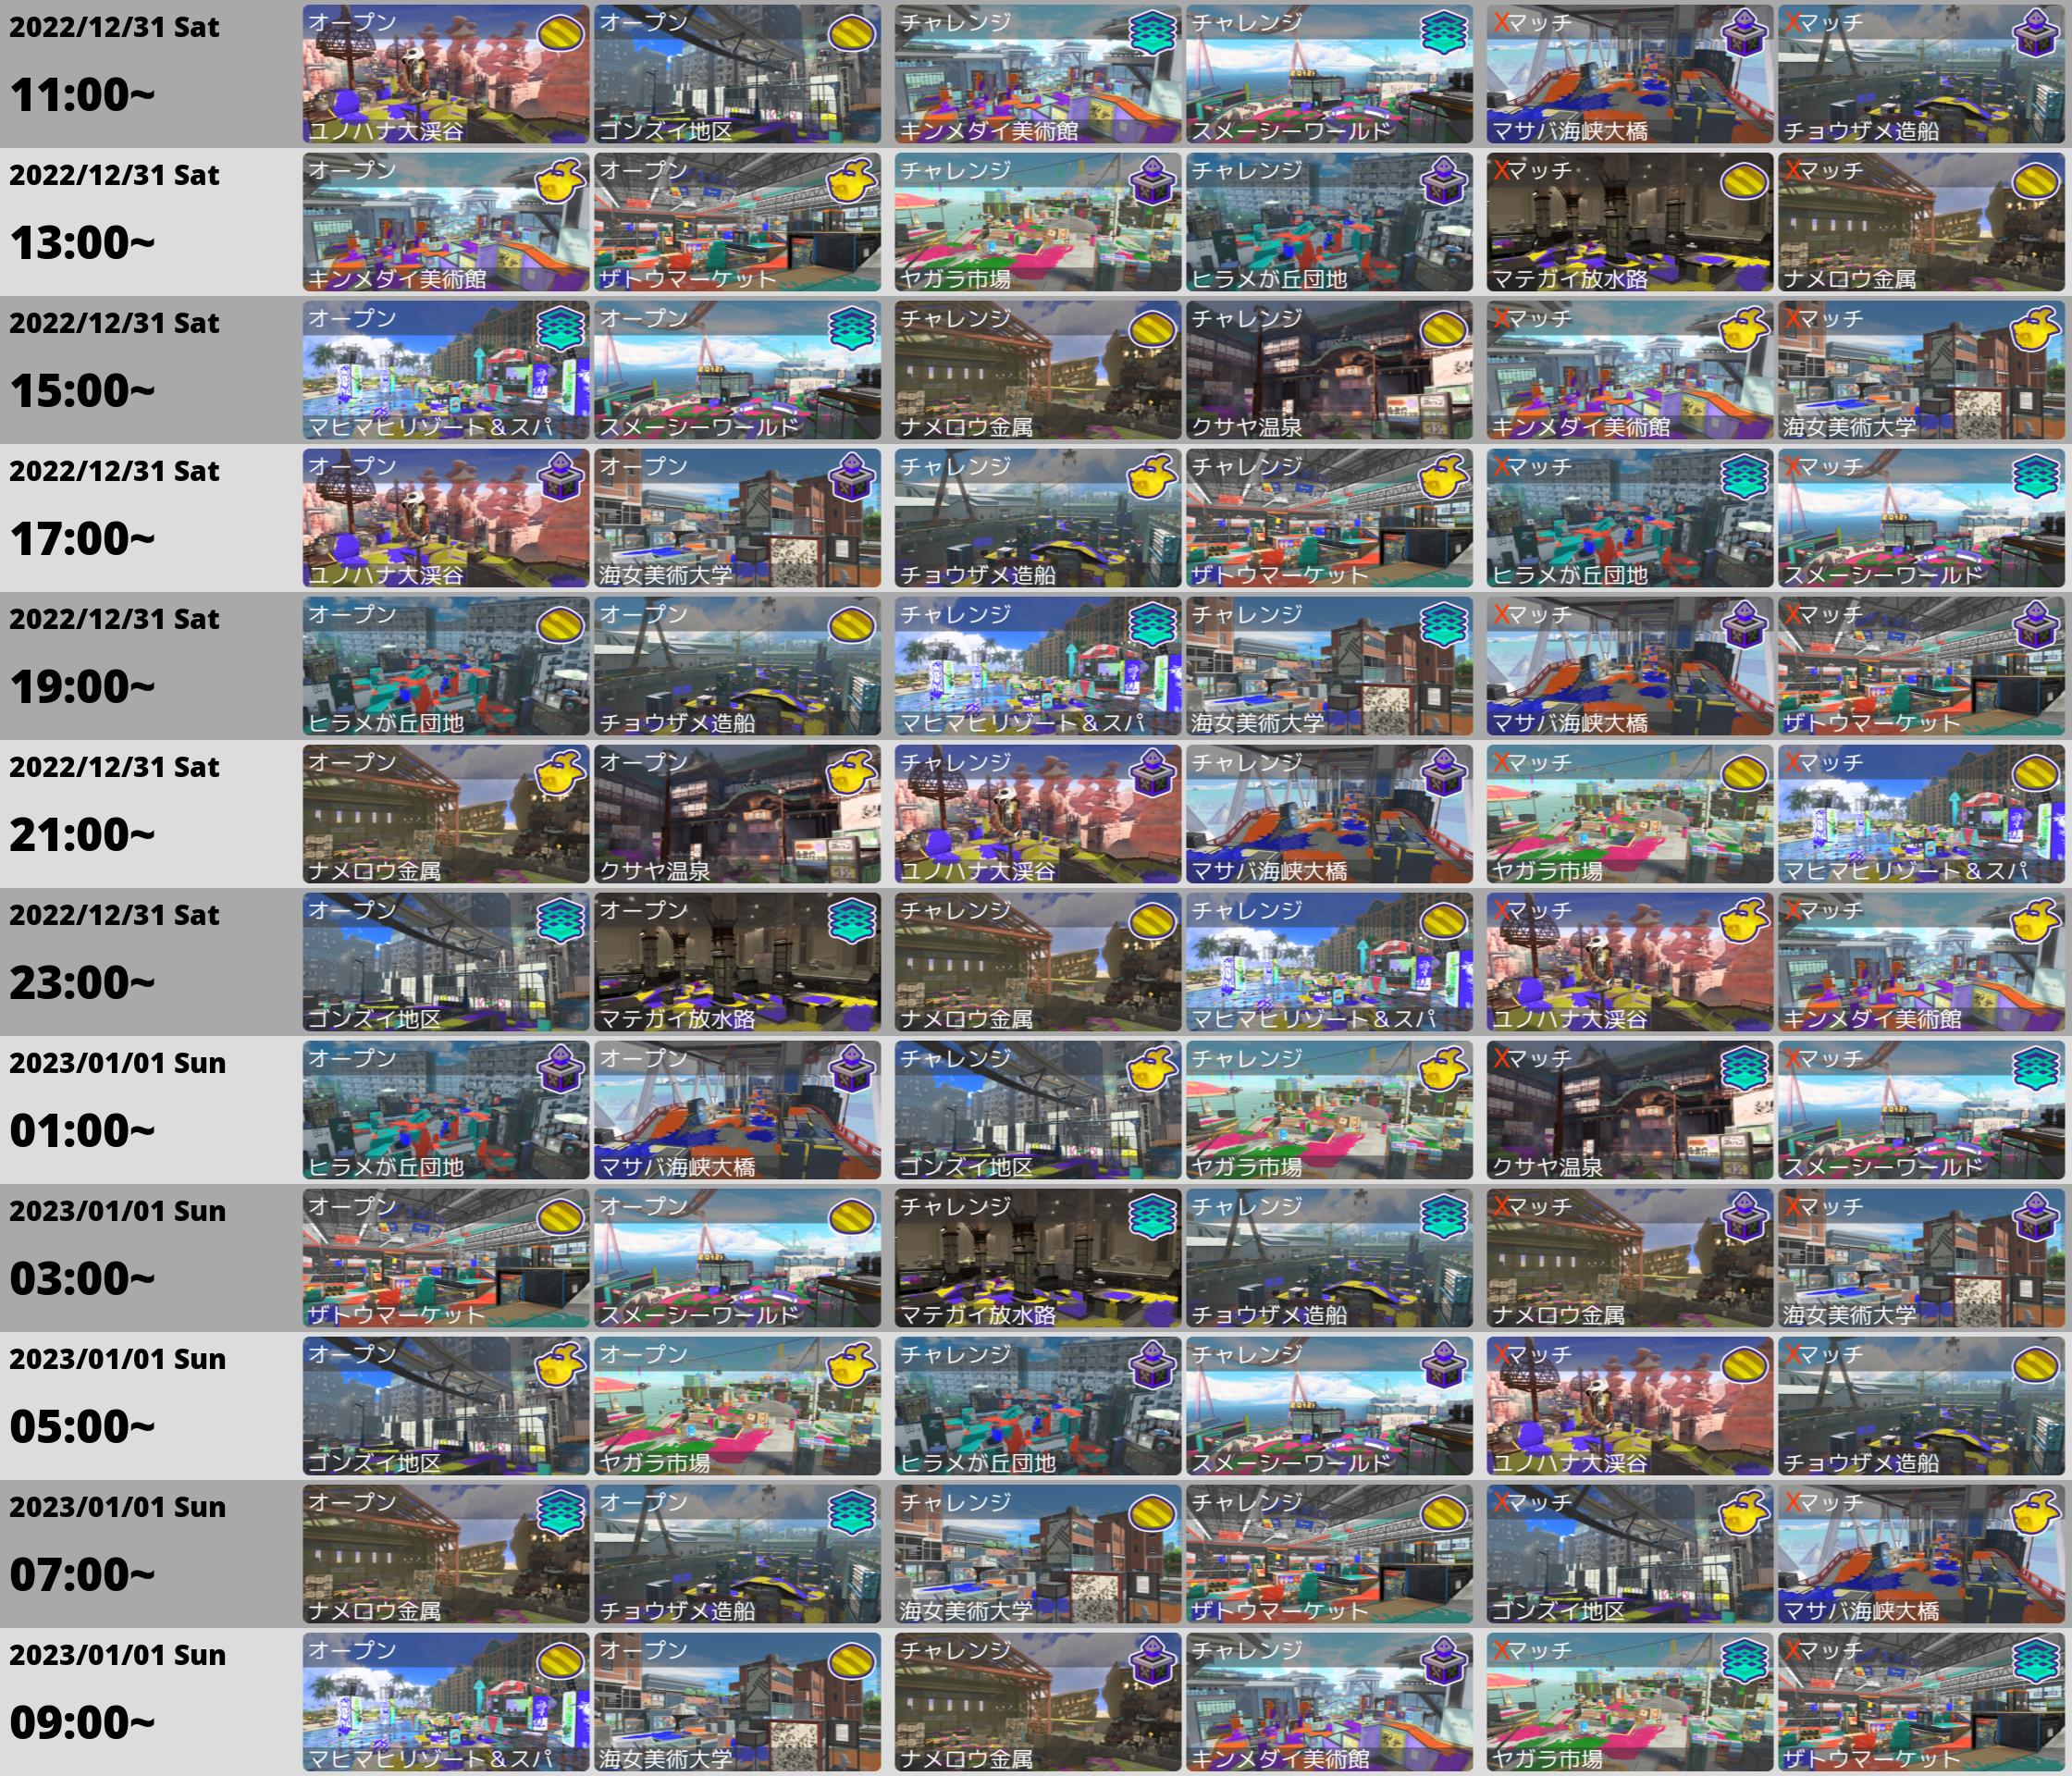 2022/12/31 Sat
11:00~
オープン
ユノハナ大渓谷
オープン
ゴンズイ地区
チャレンジ
キンメダイ美術館
チャレンジ
スメーシーワールド
Xマッチ
マサバ海峡大橋
Xマッチ
チョウザメ造船
2022/12/31 Sat
13:00~
オープン
キンメダイ美術館
オープン
ザトウマーケット
チャレンジ
ヤガラ市場
チャレンジ
ヒラメが丘団地
Xマッチ
マテガイ放水路
Xマッチ
ナメロウ金属
2022/12/31 Sat
15:00~
オープン
マヒマヒリゾート＆スパ
オープン
スメーシーワールド
チャレンジ
ナメロウ金属
チャレンジ
クサヤ温泉
Xマッチ
キンメダイ美術館
Xマッチ
海女美術大学
2022/12/31 Sat
17:00~
オープン
ユノハナ大渓谷
オープン
海女美術大学
チャレンジ
チョウザメ造船
チャレンジ
ザトウマーケット
Xマッチ
ヒラメが丘団地
Xマッチ
スメーシーワールド
2022/12/31 Sat
19:00~
オープン
ヒラメが丘団地
オープン
チョウザメ造船
チャレンジ
マヒマヒリゾート＆スパ
チャレンジ
海女美術大学
Xマッチ
マサバ海峡大橋
Xマッチ
ザトウマーケット
2022/12/31 Sat
21:00~
オープン
ナメロウ金属
オープン
クサヤ温泉
チャレンジ
ユノハナ大渓谷
チャレンジ
マサバ海峡大橋
Xマッチ
ヤガラ市場
Xマッチ
マヒマヒリゾート＆スパ
2022/12/31 Sat
23:00~
オープン
ゴンズイ地区
オープン
マテガイ放水路
チャレンジ
ナメロウ金属
チャレンジ
マヒマヒリゾート＆スパ
Xマッチ
ユノハナ大渓谷
Xマッチ
キンメダイ美術館
2023/01/01 Sun
01:00~
オープン
ヒラメが丘団地
オープン
マサバ海峡大橋
チャレンジ
ゴンズイ地区
チャレンジ
ヤガラ市場
Xマッチ
クサヤ温泉
Xマッチ
スメーシーワールド
2023/01/01 Sun
03:00~
オープン
ザトウマーケット
オープン
スメーシーワールド
チャレンジ
マテガイ放水路
チャレンジ
チョウザメ造船
Xマッチ
ナメロウ金属
Xマッチ
海女美術大学
2023/01/01 Sun
05:00~
オープン
ゴンズイ地区
オープン
ヤガラ市場
チャレンジ
ヒラメが丘団地
チャレンジ
スメーシーワールド
Xマッチ
ユノハナ大渓谷
Xマッチ
チョウザメ造船
2023/01/01 Sun
07:00~
オープン
ナメロウ金属
オープン
チョウザメ造船
チャレンジ
海女美術大学
チャレンジ
ザトウマーケット
Xマッチ
ゴンズイ地区
Xマッチ
マサバ海峡大橋
2023/01/01 Sun
09:00~
オープン
マヒマヒリゾート＆スパ
オープン
海女美術大学
チャレンジ
ナメロウ金属
チャレンジ
キンメダイ美術館
Xマッチ
ヤガラ市場
Xマッチ
ザトウマーケット